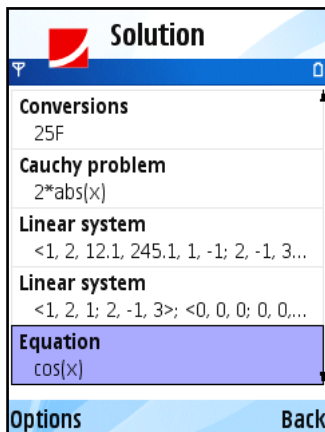 Solution
Conversions
25F
Cauchy problem
2*abs(x)
Linear system
<1, 2, 12.1, 245.1, 1, -1; 2, -1, 3...
Linear system
<1, 2, 1; 2, -1, 3>; <0, 0, 0; 0, 0,...
Equation
cos(x)
Options Back